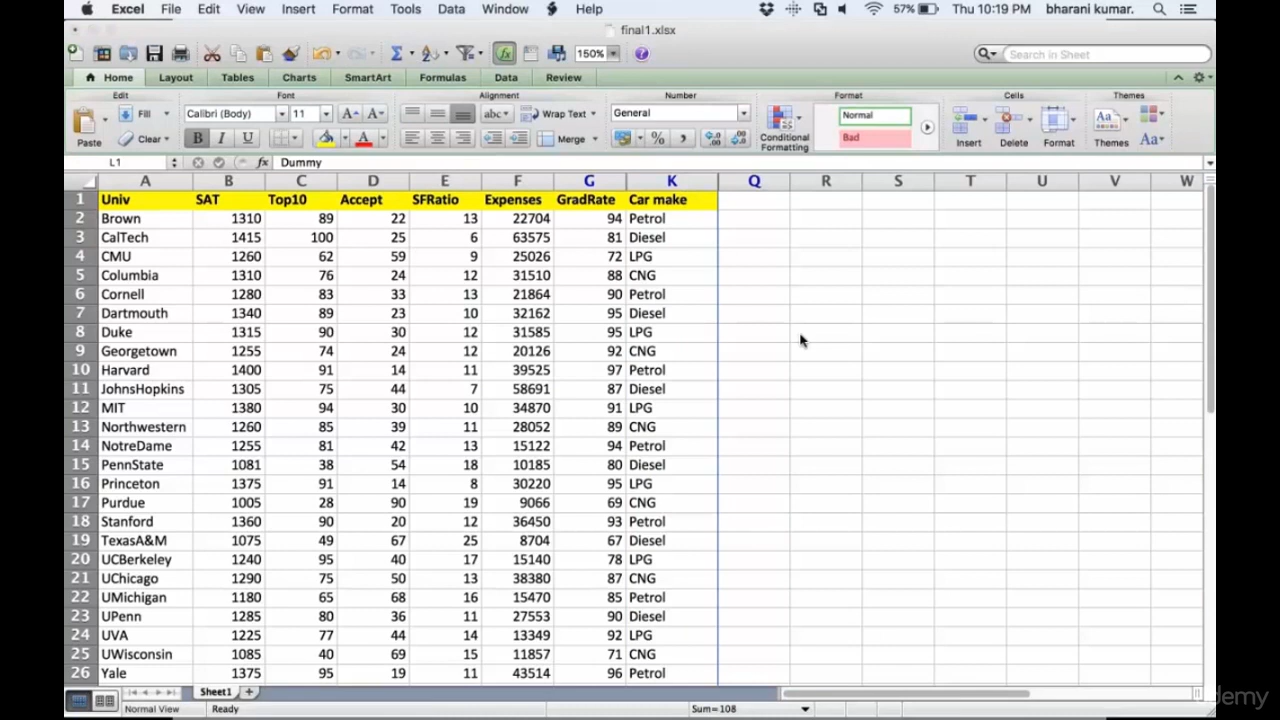 Excel File Edit View Insert Format Tools Data Window Help 57% Thu 10:19 PM bharani kumar.
final1.xlsx
150% Search in Sheet
Home Layout Tables Charts SmartArt Formulas Data Review
Edit Font Alignment Number Format Cells Themes
Paste Fill Calibri (Body) 11 A A abc Wrap Text General Conditional Formatting Normal Insert Delete Format Themes Aa
Clear B I U A Merge % Bad Aa
L1 fx Dummy
A B C D E F G K Q R S T U V W
1 Univ SAT Top10 Accept SFRatio Expenses GradRate Car make
2 Brown 1310 89 22 13 22704 94 Petrol
3 CalTech 1415 100 25 6 63575 81 Diesel
4 CMU 1260 62 59 9 25026 72 LPG
5 Columbia 1310 76 24 12 31510 88 CNG
6 Cornell 1280 83 33 13 21864 90 Petrol
7 Dartmouth 1340 89 23 10 32162 95 Diesel
8 Duke 1315 90 30 12 31585 95 LPG
9 Georgetown 1255 74 24 12 20126 92 CNG
10 Harvard 1400 91 14 11 39525 97 Petrol
11 JohnsHopkins 1305 75 44 7 58691 87 Diesel
12 MIT 1380 94 30 10 34870 91 LPG
13 Northwestern 1260 85 39 11 28052 89 CNG
14 NotreDame 1255 81 42 13 15122 94 Petrol
15 PennState 1081 38 54 18 10185 80 Diesel
16 Princeton 1375 91 14 8 30220 95 LPG
17 Purdue 1005 28 90 19 9066 69 CNG
18 Stanford 1360 90 20 12 36450 93 Petrol
19 TexasA&M 1075 49 67 25 8704 67 Diesel
20 UCBerkeley 1240 95 40 17 15140 78 LPG
21 UChicago 1290 75 50 13 38380 87 CNG
22 UMichigan 1180 65 68 16 15470 85 Petrol
23 UPenn 1285 80 36 11 27553 90 Diesel
24 UVA 1225 77 44 14 13349 92 LPG
25 UWisconsin 1085 40 69 15 11857 71 CNG
26 Yale 1375 95 19 11 43514 96 Petrol
Sheet1
Normal View Ready Sum=108
udemy